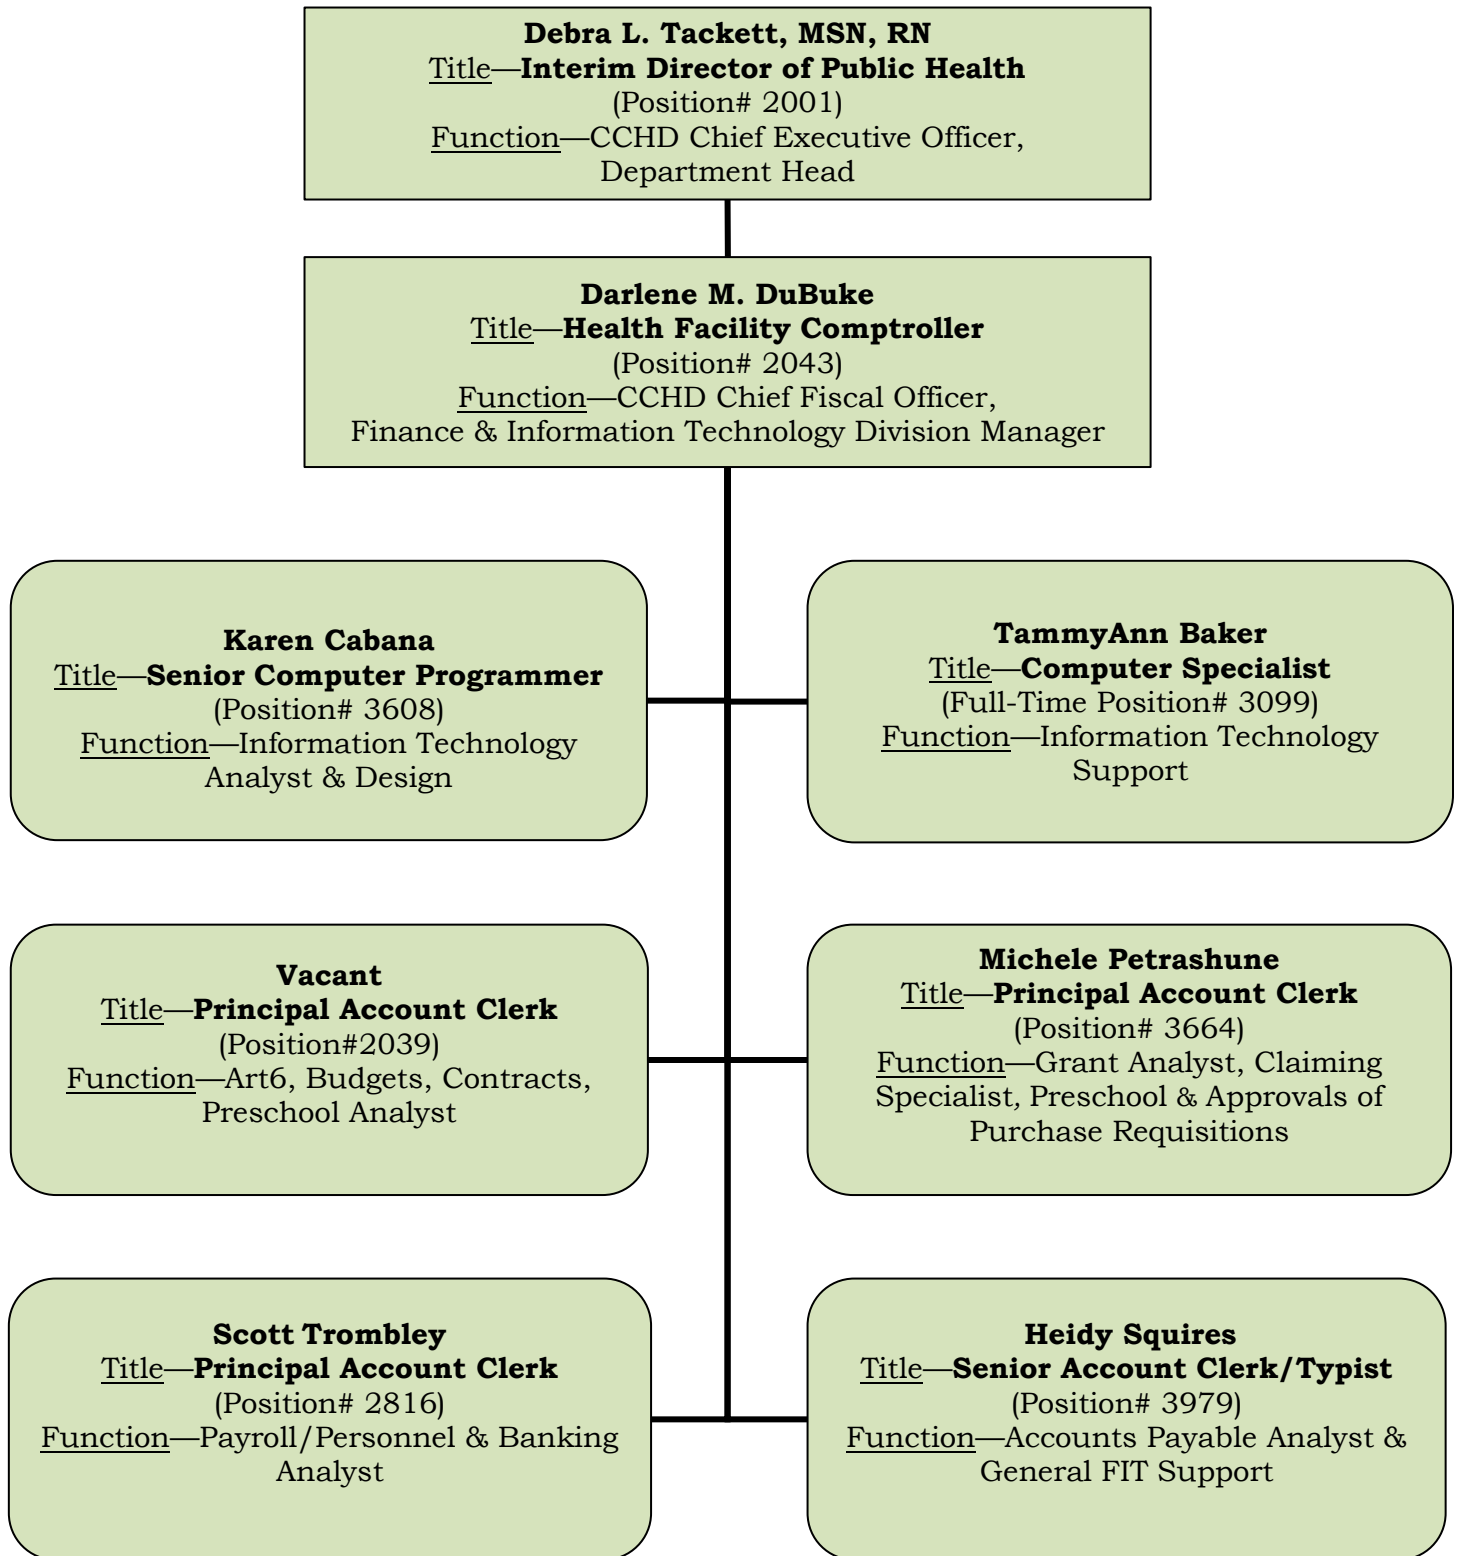 Debra L. Tackett, MSN, RN
Title—Interim Director of Public Health
(Position# 2001)
Function—CCHD Chief Executive Officer,
Department Head
Darlene M. DuBuke
Title—Health Facility Comptroller
(Position# 2043)
Function—CCHD Chief Fiscal Officer,
Finance & Information Technology Division Manager
Karen Cabana
Title—Senior Computer Programmer
(Position# 3608)
Function—Information Technology
Analyst & Design
TammyAnn Baker
Title—Computer Specialist
(Full-Time Position# 3099)
Function—Information Technology
Support
Vacant
Title—Principal Account Clerk
(Position#2039)
Function—Art6, Budgets, Contracts,
Preschool Analyst
Michele Petrashune
Title—Principal Account Clerk
(Position# 3664)
Function—Grant Analyst, Claiming
Specialist, Preschool & Approvals of
Purchase Requisitions
Scott Trombley
Title—Principal Account Clerk
(Position# 2816)
Function—Payroll/Personnel & Banking
Analyst
Heidy Squires
Title—Senior Account Clerk/Typist
(Position# 3979)
Function—Accounts Payable Analyst &
General FIT Support